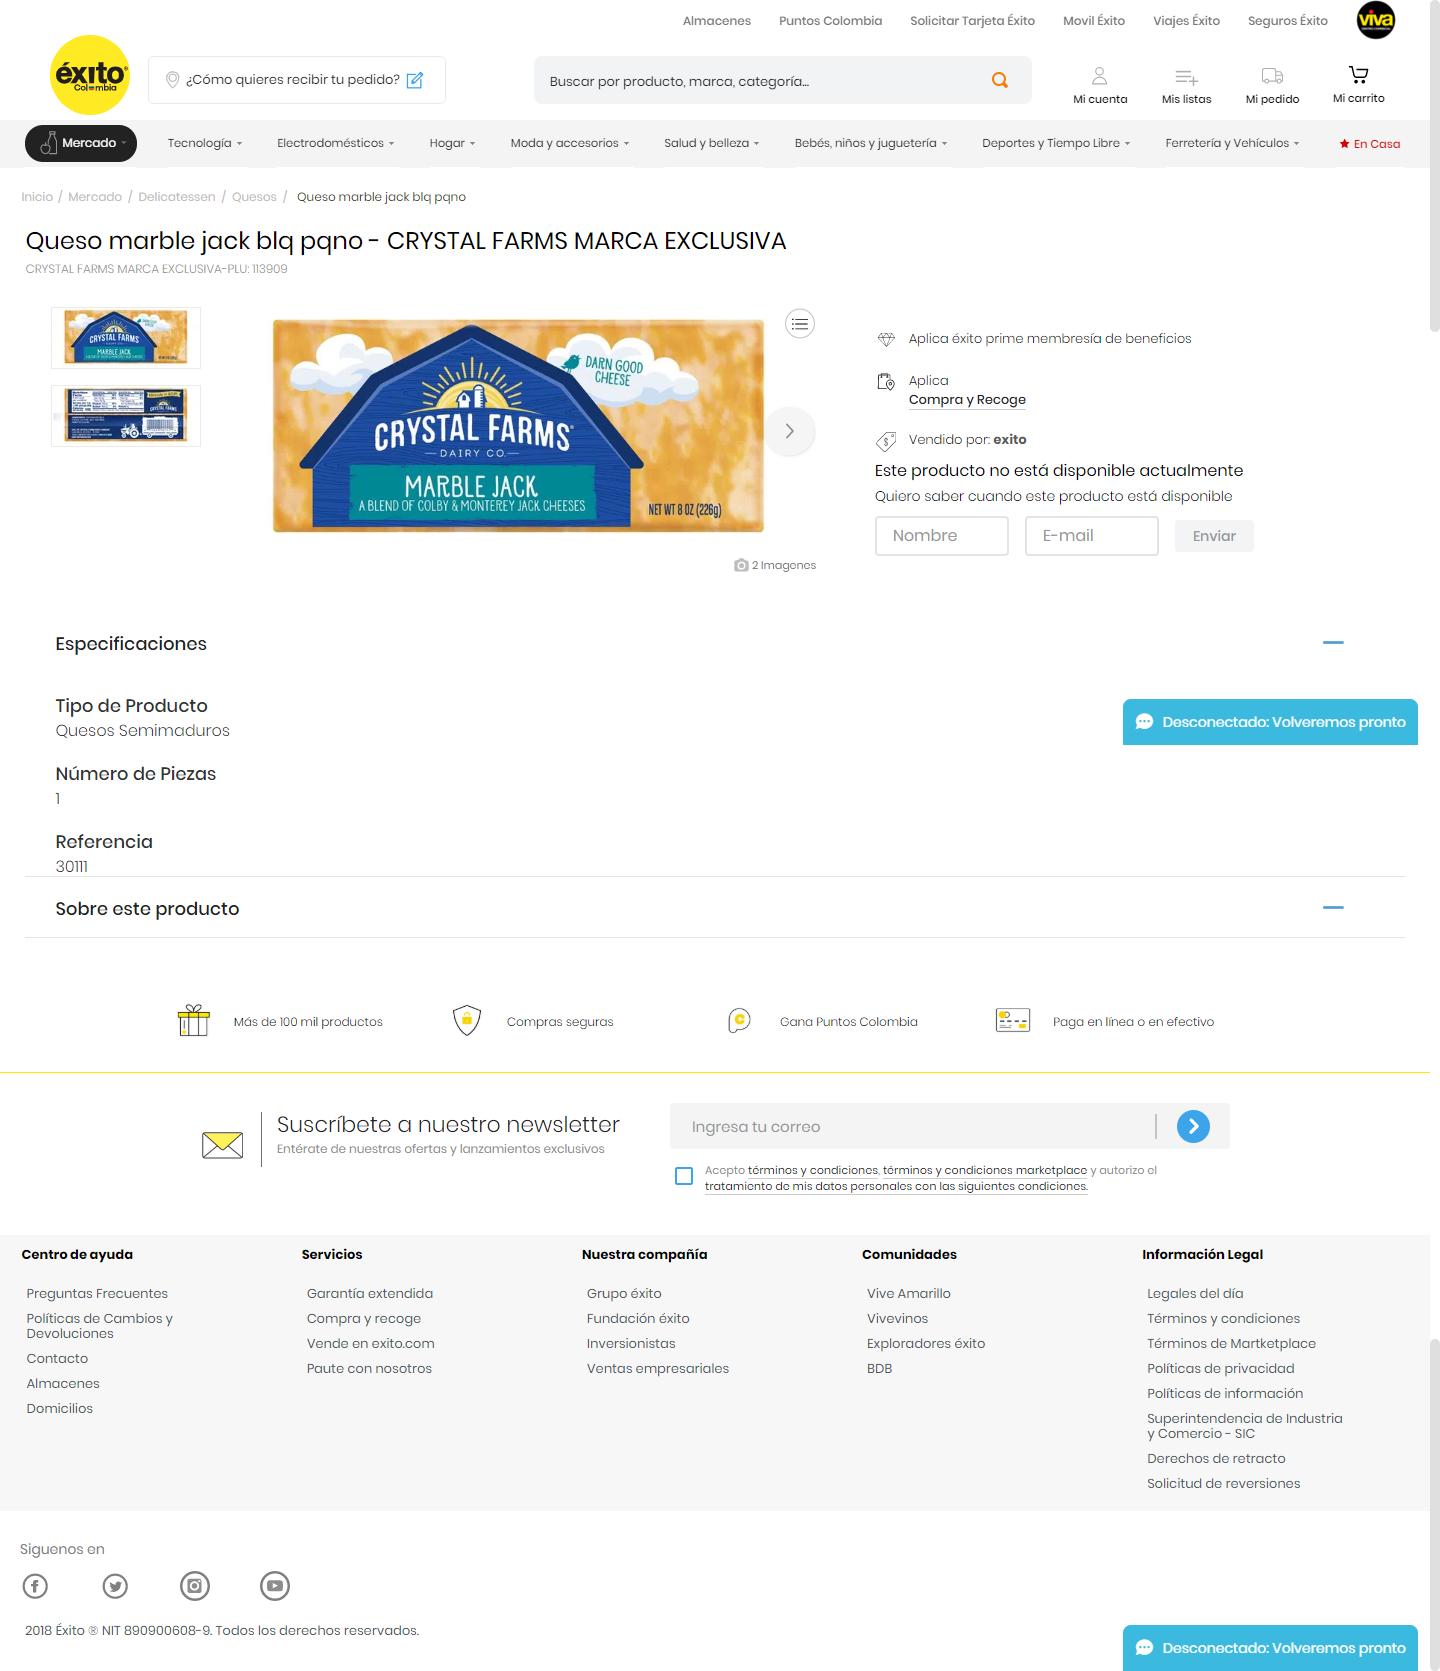 Almacenes Puntos Colombia Solicitar Tarjeta Éxito Movil Éxito Viajes Éxito Seguros Éxito viva
éxito
Colombia
¿Cómo quieres recibir tu pedido?
Buscar por producto, marca, categoría...
Mi cuenta Mis listas Mi pedido Mi carrito
Mercado Tecnología Electrodomésticos Hogar Moda y accesorios Salud y belleza Bebés, niños y juguetería Deportes y Tiempo Libre Ferretería y Vehículos En Casa
Inicio / Mercado / Delicatessen / Quesos / Queso marble jack blq pqno
Queso marble jack blq pqno - CRYSTAL FARMS MARCA EXCLUSIVA
CRYSTAL FARMS MARCA EXCLUSIVA-PLU: 113909
CRYSTAL FARMS
MARBLE JACK
CRYSTAL FARMS
DARN GOOD
CHEESE
CRYSTAL FARMS®
DAIRY CO.
MARBLE JACK
A BLEND OF COLBY & MONTEREY JACK CHEESES
NET WT 8 OZ (226g)
2 Imagenes
Aplica éxito prime membresía de beneficios
Aplica
Compra y Recoge
Vendido por: exito
Este producto no está disponible actualmente
Quiero saber cuando este producto está disponible
Nombre E-mail Enviar
Especificaciones
Tipo de Producto
Quesos Semimaduros
Desconectado: Volveremos pronto
Número de Piezas
1
Referencia
30111
Sobre este producto
Más de 100 mil productos Compras seguras Gana Puntos Colombia Paga en línea o en efectivo
Suscríbete a nuestro newsletter
Entérate de nuestras ofertas y lanzamientos exclusivos
Ingresa tu correo
Acepto términos y condiciones, términos y condiciones marketplace y autorizo el
tratamiento de mis datos personales con las siguientes condiciones.
Centro de ayuda
Preguntas Frecuentes
Políticas de Cambios y
Devoluciones
Contacto
Almacenes
Domicilios
Servicios
Garantía extendida
Compra y recoge
Vende en exito.com
Paute con nosotros
Nuestra compañía
Grupo éxito
Fundación éxito
Inversionistas
Ventas empresariales
Comunidades
Vive Amarillo
Vivevinos
Exploradores éxito
BDB
Información Legal
Legales del día
Términos y condiciones
Términos de Martketplace
Políticas de privacidad
Políticas de información
Superintendencia de Industria
y Comercio - SIC
Derechos de retracto
Solicitud de reversiones
Siguenos en
2018 Éxito ® NIT 890900608-9. Todos los derechos reservados.
Desconectado: Volveremos pronto